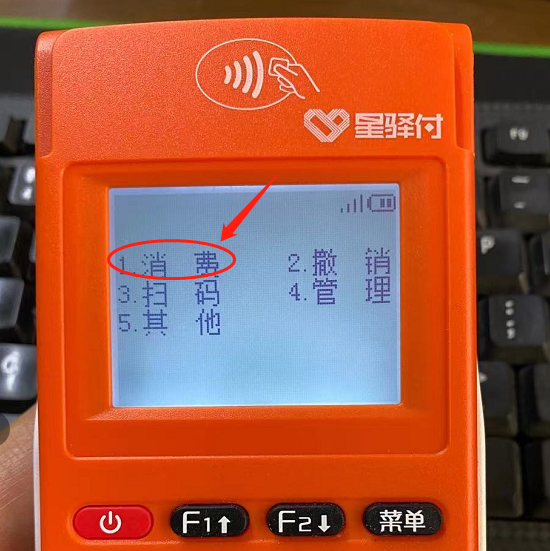 星驿付
1.消 费
2.撤 销
3.扫 码
4.管 理
5.其 他
F1↑
F2↓
菜单
F9